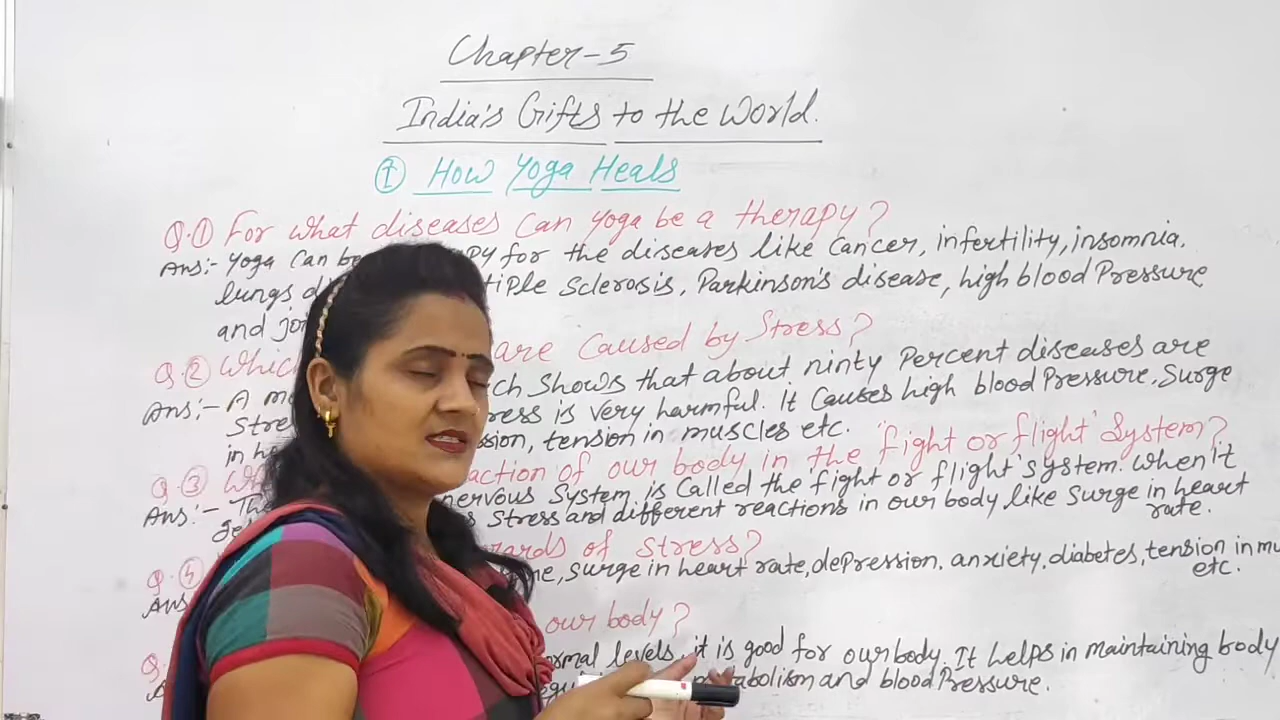 Chapter-5
India's Gifts to the World.
① How Yoga Heals
Q.① For what diseases can yoga be a therapy?
Ans:- Yoga can be PY for the diseases like cancer, infertility, insomnia.
lungs d tiple Sclerosis, Parkinson's disease, high blood Pressure
and jo
Q.② Whic are caused by Stress?
Ans:- A m ch shows that about ninty Percent diseases are
Stre ress is very harmful. it causes high blood Pressure, Surge
in h ssion, tension in muscles etc.
Q.③ Wh action of our body in the 'fight or flight' System?
Ans:- The nervous System is called the 'fight or flight' system. When it
ge s Stress and different reactions in our body like Surge in heart
rate.
Q.④ ards of stress?
Ans ne, Surge in heart rate, depression. anxiety, diabetes, tension in mu
etc.
Q. our body?
ormal levels, it is good for our body. It helps in maintaining body
regu tabolism and blood Pressure.